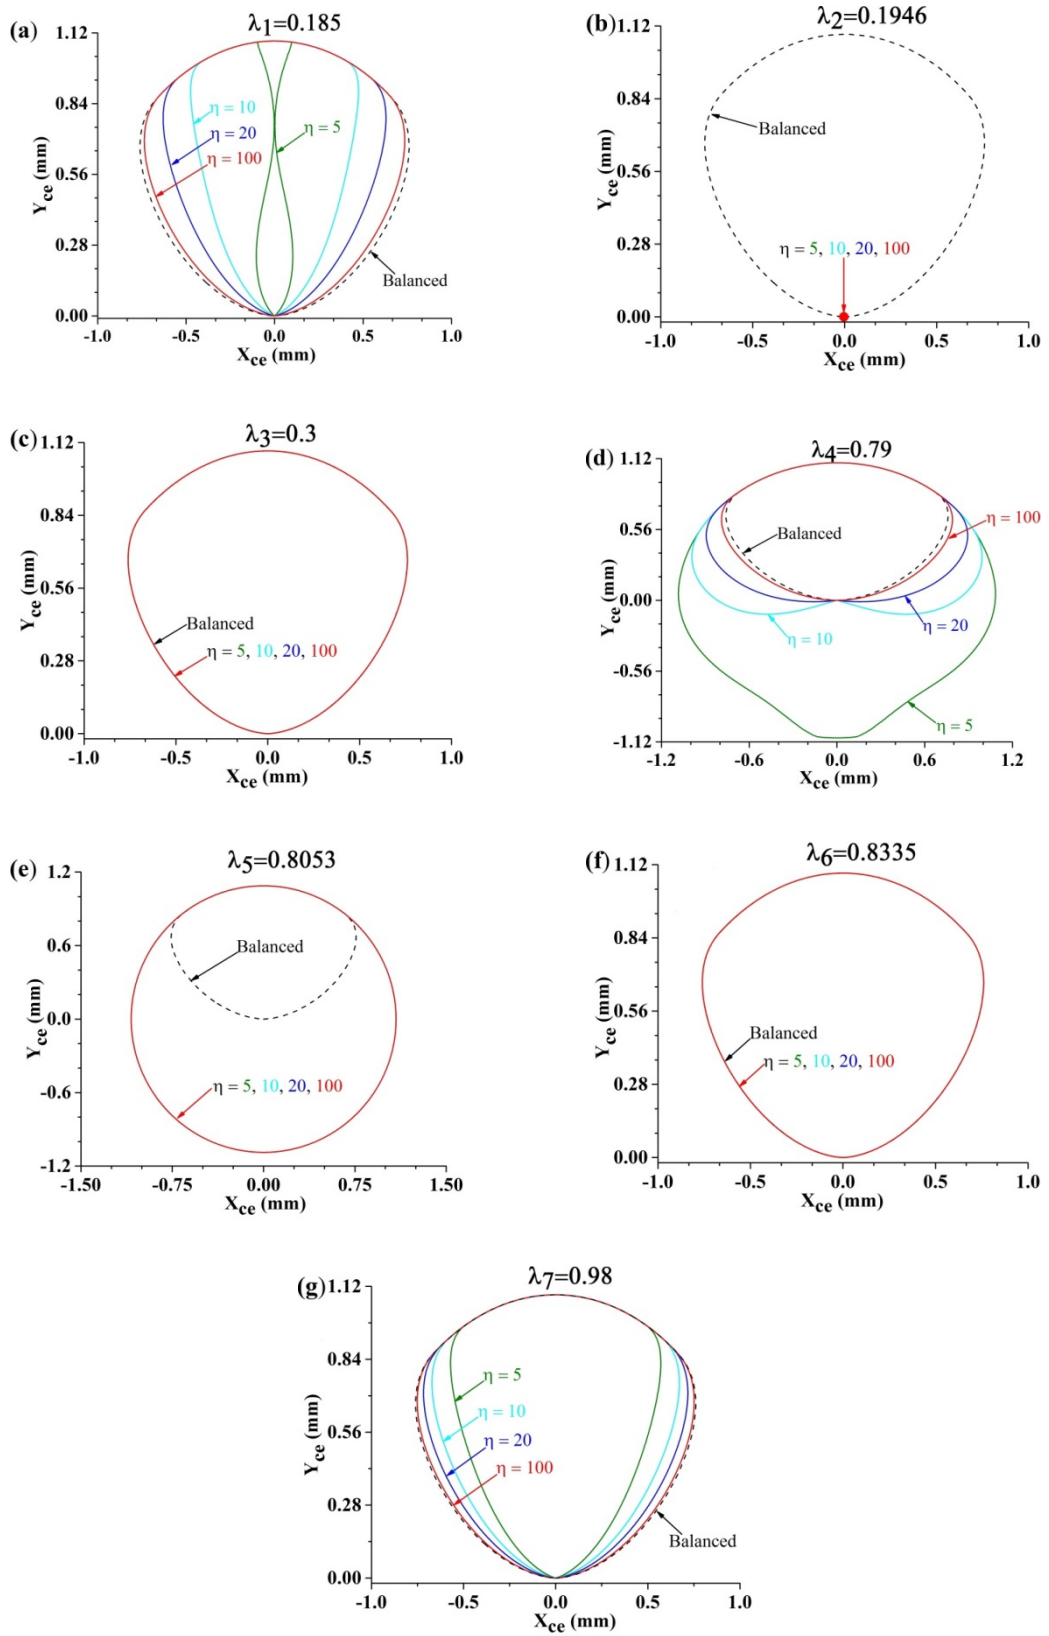 (a)
λ1=0.185
1.12
0.84
0.56
0.28
0.00
Yce (mm)
η = 10
η = 20
η = 100
η = 5
Balanced
-1.0 -0.5 0.0 0.5 1.0
Xce (mm)
(b)
λ2=0.1946
1.12
0.84
0.56
0.28
0.00
Yce (mm)
Balanced
η = 5, 10, 20, 100
-1.0 -0.5 0.0 0.5 1.0
Xce (mm)
(c)
λ3=0.3
1.12
0.84
0.56
0.28
0.00
Yce (mm)
Balanced
η = 5, 10, 20, 100
-1.0 -0.5 0.0 0.5 1.0
Xce (mm)
(d)
λ4=0.79
1.12
0.56
0.00
-0.56
-1.12
Yce (mm)
η = 100
Balanced
η = 20
η = 10
η = 5
-1.2 -0.6 0.0 0.6 1.2
Xce (mm)
(e)
λ5=0.8053
1.2
0.6
0.0
-0.6
-1.2
Yce (mm)
Balanced
η = 5, 10, 20, 100
-1.50 -0.75 0.0 0.75 1.50
Xce (mm)
(f)
λ6=0.8335
1.12
0.84
0.56
0.28
0.00
Yce (mm)
Balanced
η = 5, 10, 20, 100
-1.0 -0.5 0.0 0.5 1.0
Xce (mm)
(g)
λ7=0.98
1.12
0.84
0.56
0.28
0.00
Yce (mm)
η = 5
η = 10
η = 20
η = 100
Balanced
-1.0 -0.5 0.0 0.5 1.0
Xce (mm)